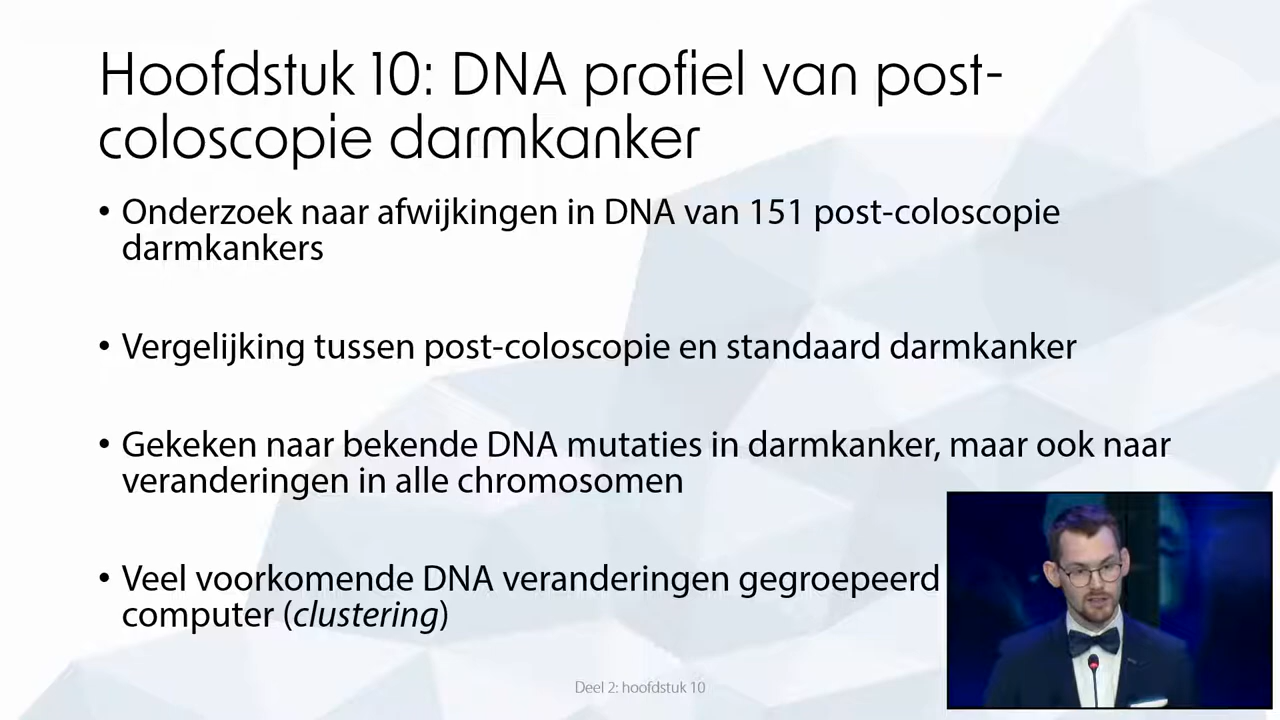 Hoofdstuk 10: DNA profiel van post-
coloscopie darmkanker
• Onderzoek naar afwijkingen in DNA van 151 post-coloscopie
darmkankers
• Vergelijking tussen post-coloscopie en standaard darmkanker
• Gekeken naar bekende DNA mutaties in darmkanker, maar ook naar
veranderingen in alle chromosomen
• Veel voorkomende DNA veranderingen gegroepeerd
computer (clustering)
Deel 2: hoofdstuk 10